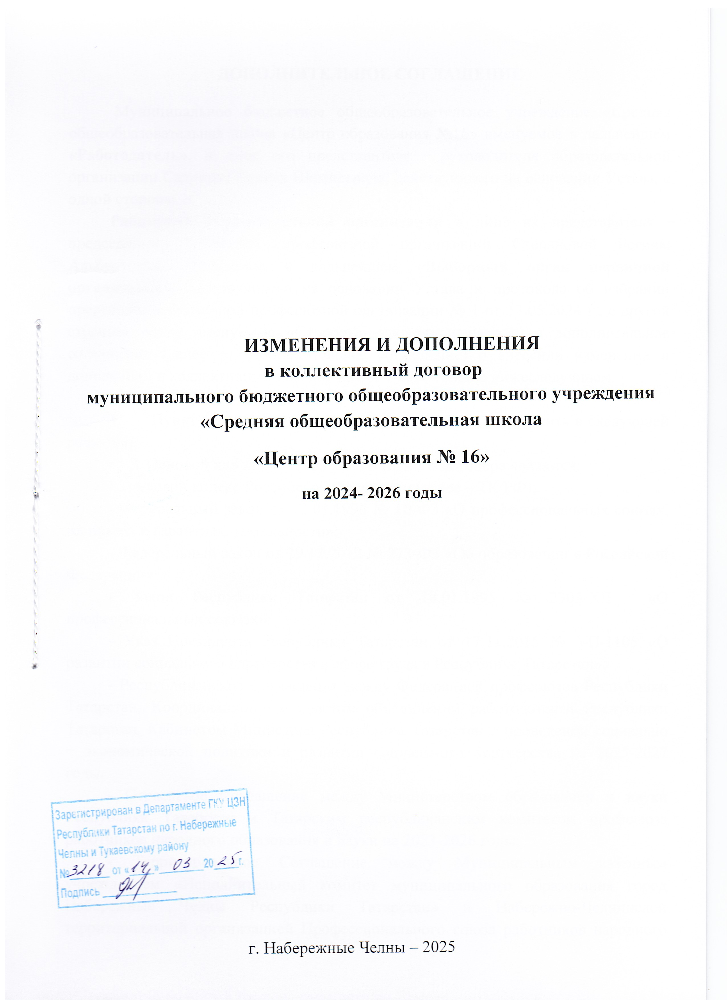 ИЗМЕНЕНИЯ И ДОПОЛНЕНИЯ
в коллективный договор
муниципального бюджетного общеобразовательного учреждения
«Средняя общеобразовательная школа
«Центр образования № 16»
на 2024- 2026 годы
Зарегистрирован в Департаменте ГКУ ЦЗН
Республики Татарстан по г. Набережные
Челны и Тукаевскому району
№3218 от «14» 03 2025г.
Подпись
г. Набережные Челны – 2025